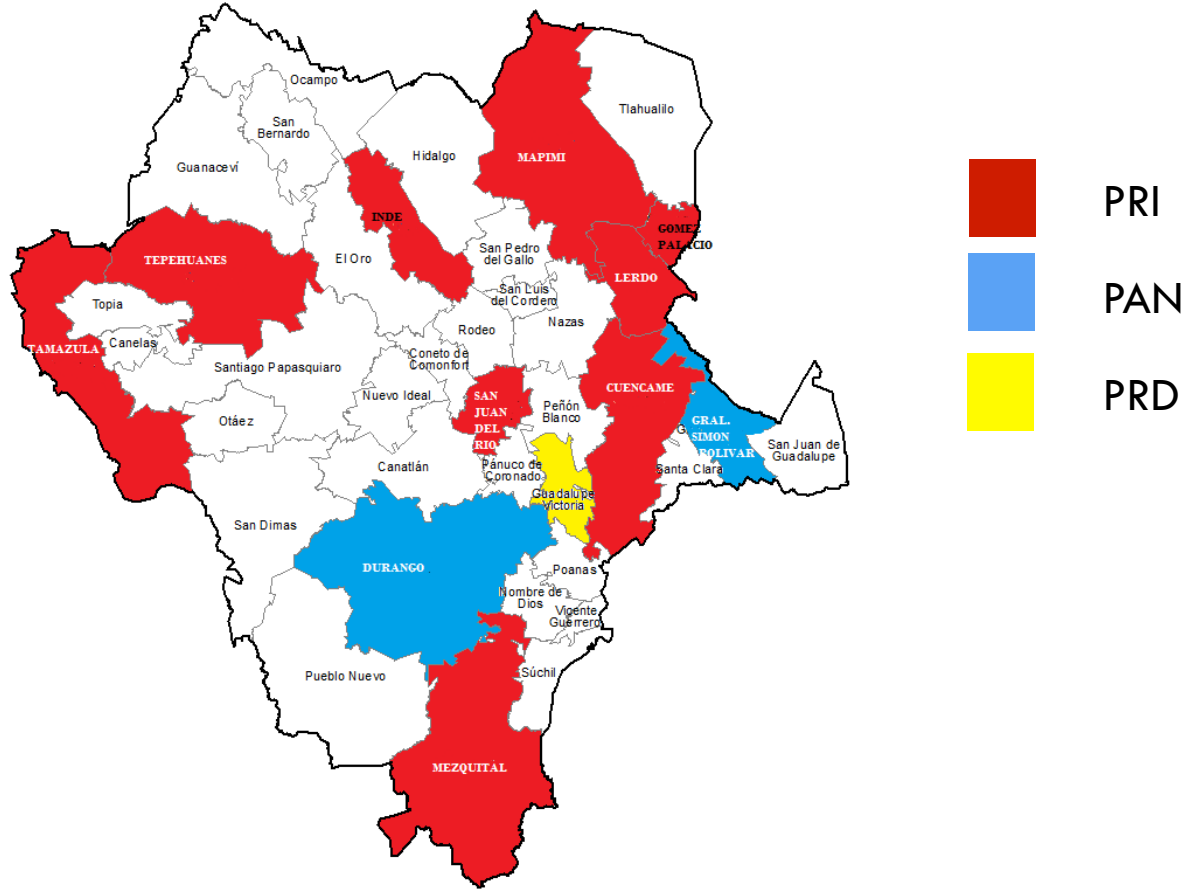 Ocampo
San
Bernardo
Guanaceví
Hidalgo
Tlahualilo
MAPIMI
INDE
GOMEZ
PALACIO
TEPEHUANES
El Oro
San Pedro
del Gallo
LERDO
San Luis
del Cordero
Topia
Nazas
Rodeo
Canelas
TAMAZULA
Coneto de
Comonfort
Santiago Papasquiaro
CUENCAME
Nuevo Ideal
SAN
JUAN
DEL
RIO
Peñón
Blanco
Otáez
G
GRAL.
SIMON
BOLIVAR
San Juan de
Guadalupe
Canatlán
Pánuco de
Coronado
Santa Clara
Guadalupe
Victoria
San Dimas
DURANGO
Poanas
Nombre de
Dios
Vicente
Guerrero
Pueblo Nuevo
Súchil
MEZQUITAL
PRI
PAN
PRD